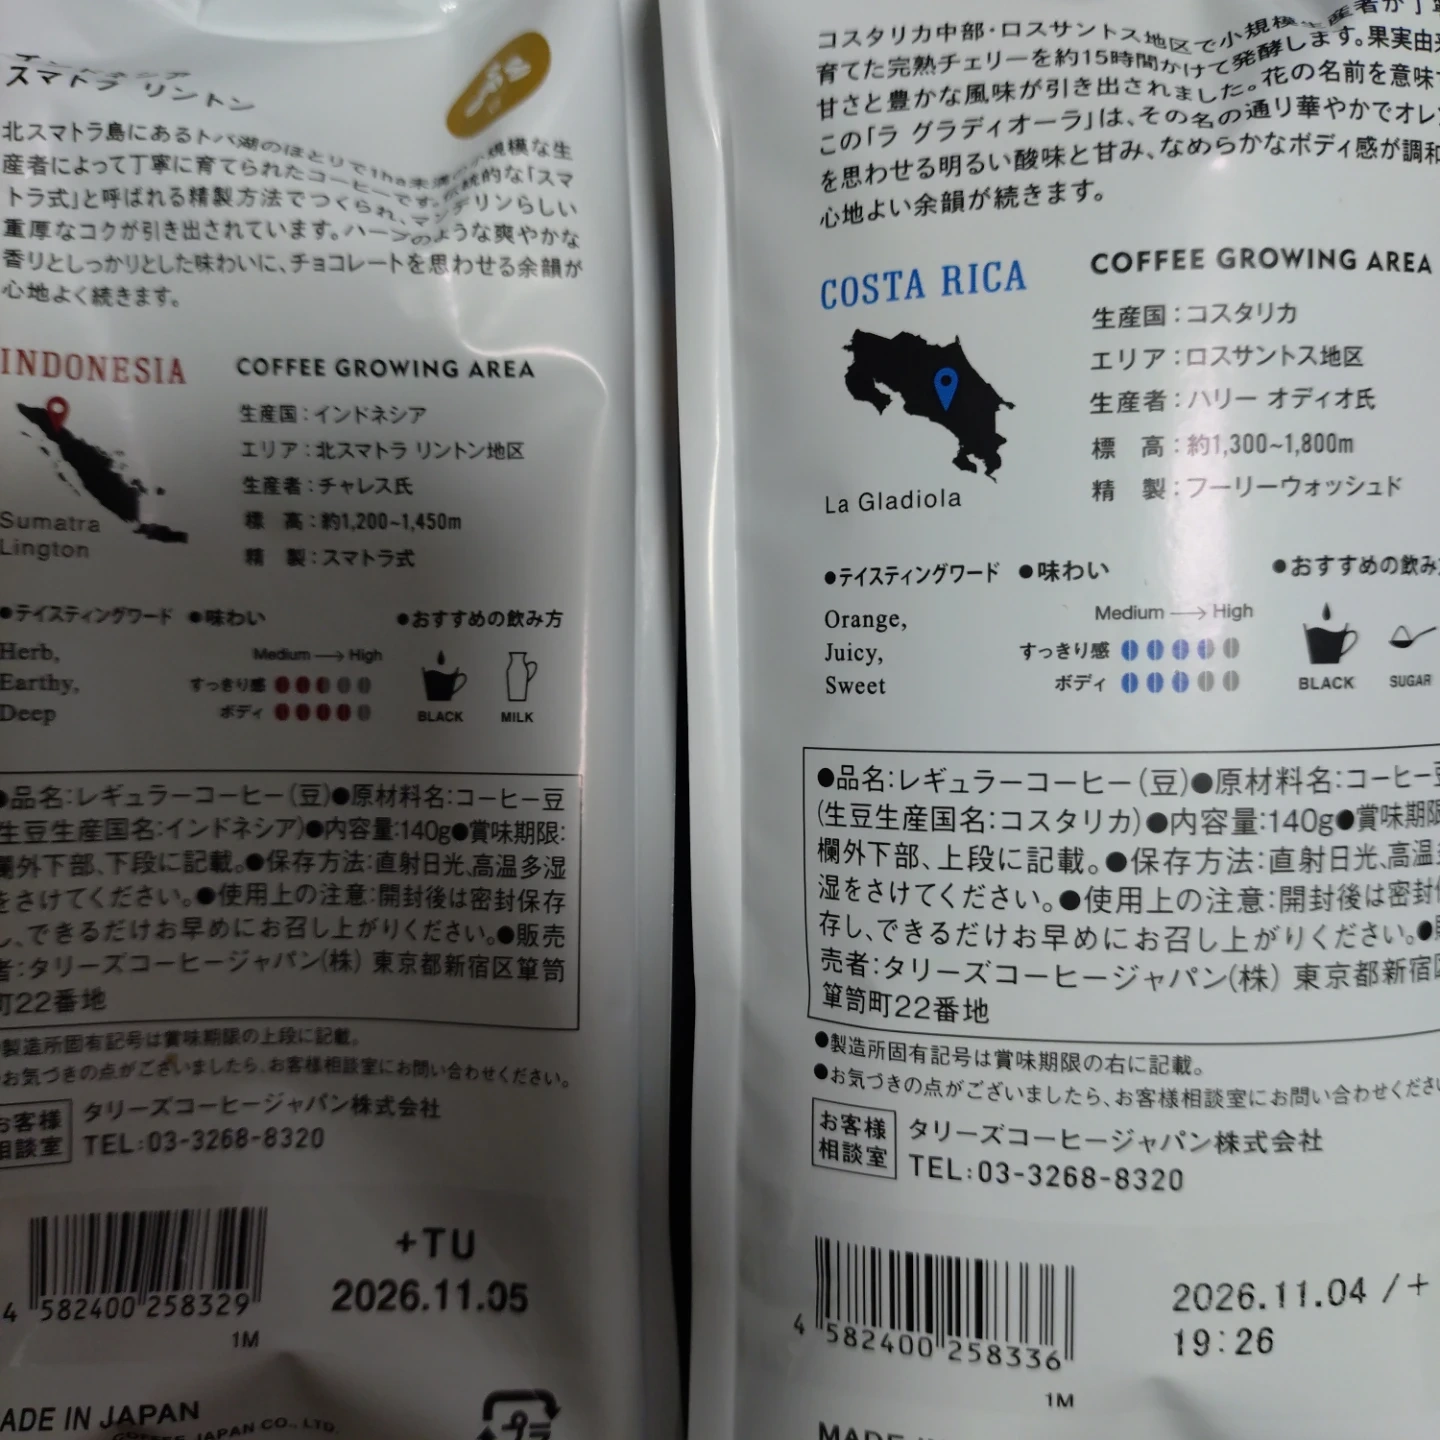 スマトラ リントン
北スマトラ島にあるトバ湖のほとりで1ha未満の小規模な生
産者によって丁寧に育てられたコーヒーです。伝統的な「スマ
トラ式」と呼ばれる精製方法でつくられ、マンデリンらしい
重厚なコクが引き出されています。ハーブのような爽やかな
香りとしっかりとした味わいに、チョコレートを思わせる余韻が
心地よく続きます。
INDONESIA
COFFEE GROWING AREA
生産国：インドネシア
エリア：北スマトラ リントン地区
生産者：チャレス氏
標 高：約1,200~1,450m
精 製：スマトラ式
Sumatra
Lington
●テイスティングワード ●味わい ●おすすめの飲み方
Herb,
Earthy,
Deep
Medium → High
すっきり感
ボディ
BLACK MILK
●品名：レギュラーコーヒー（豆）●原材料名：コーヒー豆
生豆生産国名：インドネシア）●内容量：140g●賞味期限：
欄外下部、下段に記載。●保存方法：直射日光、高温多湿
をさけてください。●使用上の注意：開封後は密封保存
し、できるだけお早めにお召し上がりください。●販売
者：タリーズコーヒージャパン(株) 東京都新宿区箪笥
町22番地
製造所固有記号は賞味期限の上段に記載。
お気づきの点がございましたら、お客様相談室にお問い合わせください。
お客様
相談室
タリーズコーヒージャパン株式会社
TEL：03-3268-8320
4 582400 258329
1M
+TU
2026.11.05
ADE IN JAPAN
COFFEE JAPAN CO., LTD.
コスタリカ中部・ロスサントス地区で小規模生産者が丁寧
育てた完熟チェリーを約15時間かけて発酵します。果実由来
甘さと豊かな風味が引き出されました。花の名前を意味す
この「ラ グラディオーラ」は、その名の通り華やかでオレン
を思わせる明るい酸味と甘み、なめらかなボディ感が調和
心地よい余韻が続きます。
COSTA RICA
COFFEE GROWING AREA
生産国：コスタリカ
エリア：ロスサントス地区
生産者：ハリー オディオ氏
標 高：約1,300~1,800m
精 製：フーリーウォッシュド
La Gladiola
●テイスティングワード ●味わい ●おすすめの飲み方
Orange,
Juicy,
Sweet
Medium → High
すっきり感
ボディ
BLACK SUGAR
●品名：レギュラーコーヒー（豆）●原材料名：コーヒー豆
(生豆生産国名：コスタリカ)●内容量：140g●賞味期限
欄外下部、上段に記載。●保存方法：直射日光、高温多
湿をさけてください。●使用上の注意：開封後は密封保
存し、できるだけお早めにお召し上がりください。●販
売者：タリーズコーヒージャパン(株) 東京都新宿区
箪笥町22番地
●製造所固有記号は賞味期限の右に記載。
●お気づきの点がございましたら、お客様相談室にお問い合わせください
お客様
相談室
タリーズコーヒージャパン株式会社
TEL：03-3268-8320
4 582400 258336
1M
2026.11.04 / +
19:26
MADE IN